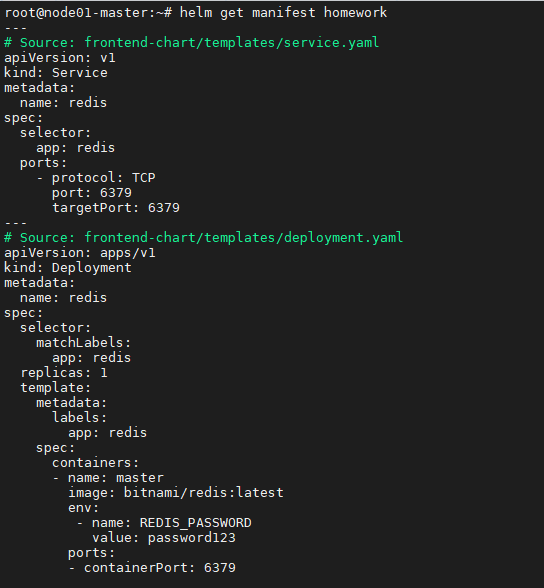 root@node01-master:~# helm get manifest homework
---
# Source: frontend-chart/templates/service.yaml
apiVersion: v1
kind: Service
metadata:
  name: redis
spec:
  selector:
    app: redis
  ports:
    - protocol: TCP
      port: 6379
      targetPort: 6379
---
# Source: frontend-chart/templates/deployment.yaml
apiVersion: apps/v1
kind: Deployment
metadata:
  name: redis
spec:
  selector:
    matchLabels:
      app: redis
  replicas: 1
  template:
    metadata:
      labels:
        app: redis
    spec:
      containers:
      - name: master
        image: bitnami/redis:latest
        env:
         - name: REDIS_PASSWORD
           value: password123
        ports:
        - containerPort: 6379